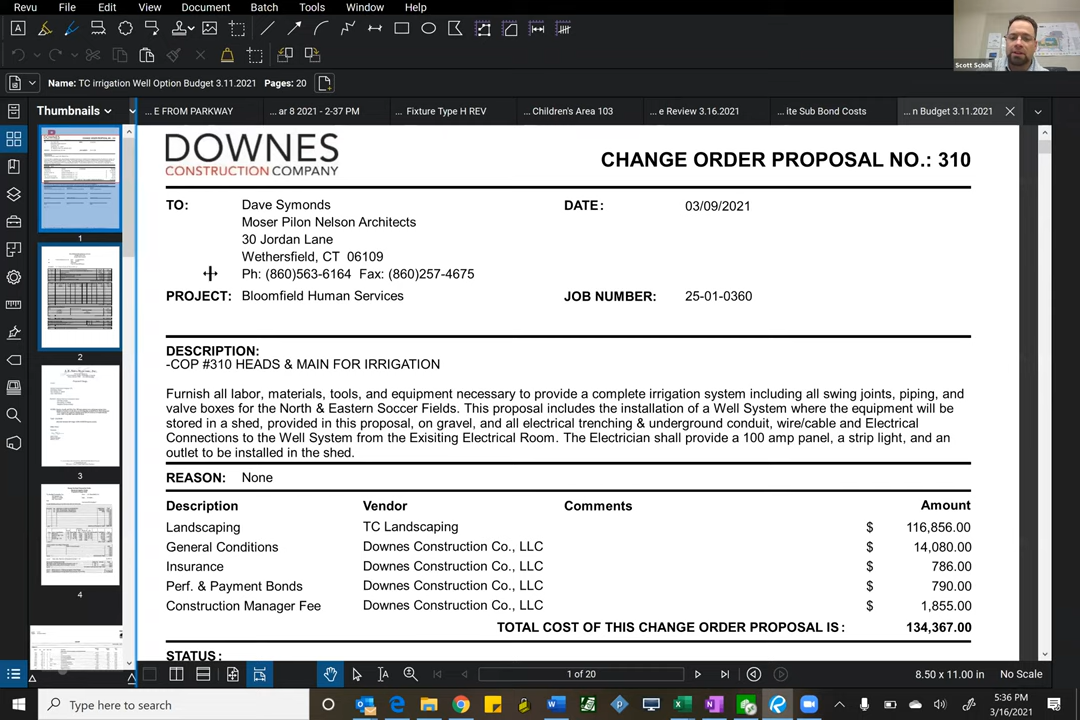 Revu File Edit View Document Batch Tools Window Help
Scott Scholl
Name: TC irrigation Well Option Budget 3.11.2021 Pages: 20
Thumbnails
...E FROM PARKWAY
...ar 8 2021 - 2:37 PM
...Fixture Type H REV
...Children's Area 103
...e Review 3.16.2021
...ite Sub Bond Costs
...n Budget 3.11.2021
DOWNES
CONSTRUCTION COMPANY
CHANGE ORDER PROPOSAL NO.: 310
TO: Dave Symonds DATE: 03/09/2021
Moser Pilon Nelson Architects
30 Jordan Lane
Wethersfield, CT 06109
Ph: (860)563-6164 Fax: (860)257-4675
PROJECT: Bloomfield Human Services JOB NUMBER: 25-01-0360
DESCRIPTION:
-COP #310 HEADS & MAIN FOR IRRIGATION
Furnish all labor, materials, tools, and equipment necessary to provide a complete irrigation system including all swing joints, piping, and
valve boxes for the North & Eastern Soccer Fields. This proposal includes the installation of a Well System where the equipment will be
stored in a shed, provided in this proposal, on gravel, and all electrical trenching & underground conduit, wire/cable and Electrical
Connections to the Well System from the Exisiting Electrical Room. The Electrician shall provide a 100 amp panel, a strip light, and an
outlet to be installed in the shed.
REASON: None
Description Vendor Comments Amount
Landscaping TC Landscaping $ 116,856.00
General Conditions Downes Construction Co., LLC $ 14,080.00
Insurance Downes Construction Co., LLC $ 786.00
Perf. & Payment Bonds Downes Construction Co., LLC $ 790.00
Construction Manager Fee Downes Construction Co., LLC $ 1,855.00
TOTAL COST OF THIS CHANGE ORDER PROPOSAL IS: 134,367.00
STATUS:
1
2
3
4
1 of 20
8.50 x 11.00 in No Scale
Type here to search
5:36 PM
3/16/2021